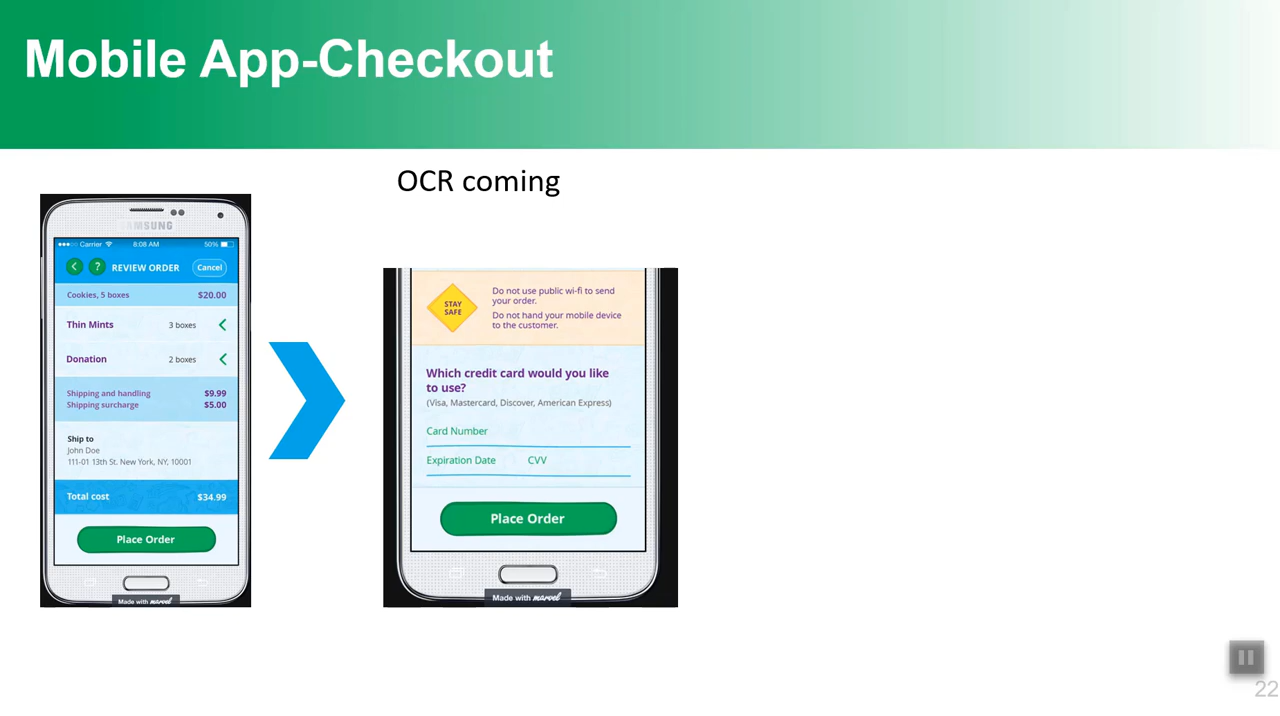 Mobile App-Checkout
OCR coming
SAMSUNG
Carrier 8:08 AM 50%
? REVIEW ORDER Cancel
Cookies, 5 boxes $20.00
Thin Mints 3 boxes
Donation 2 boxes
Shipping and handling $9.99
Shipping surcharge $5.00
Ship to
John Doe
111-01 13th St. New York, NY, 10001
Total cost $34.99
Place Order
Made with marvel
STAY
SAFE
Do not use public wi-fi to send
your order.
Do not hand your mobile device
to the customer.
Which credit card would you like
to use?
(Visa, Mastercard, Discover, American Express)
Card Number
Expiration Date CVV
Place Order
Made with marvel
22